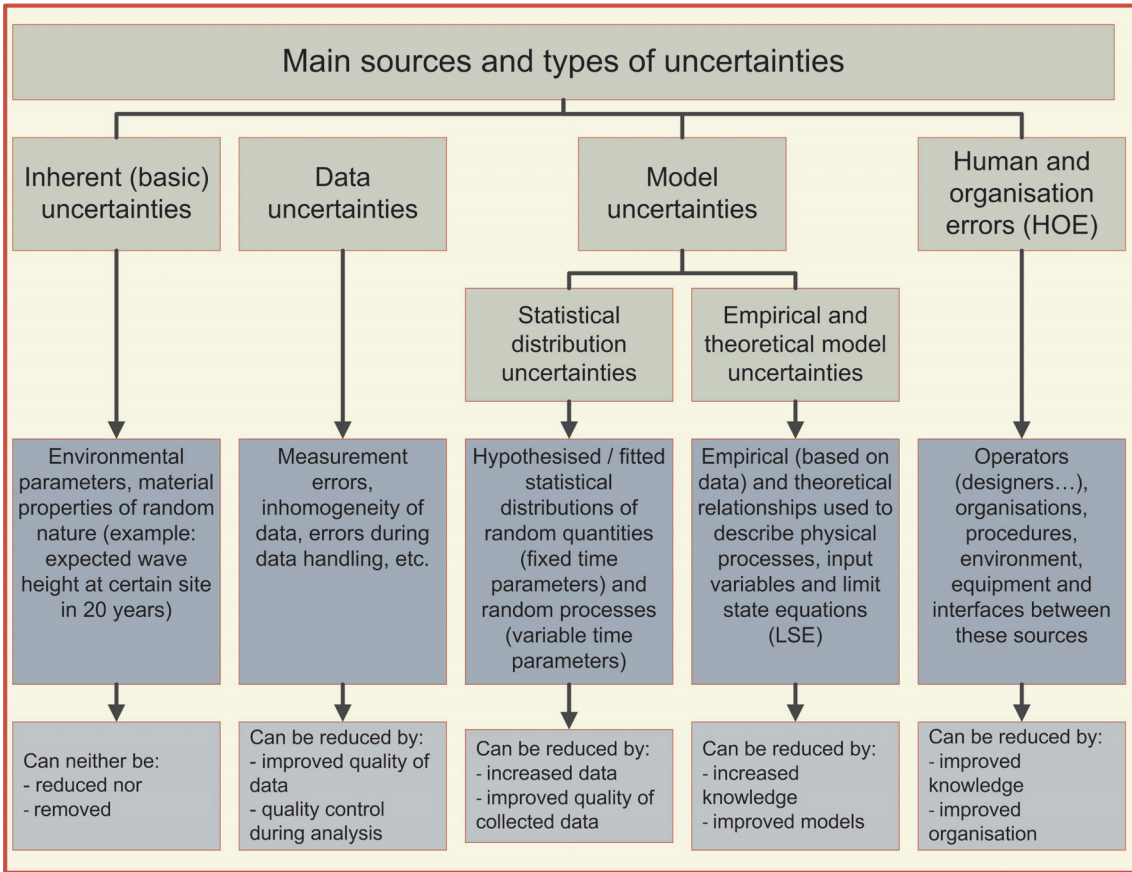 Main sources and types of uncertainties
Inherent (basic)
uncertainties
Data
uncertainties
Model
uncertainties
Human and
organisation
errors (HOE)
Statistical
distribution
uncertainties
Empirical and
theoretical model
uncertainties
Environmental
parameters, material
properties of random
nature (example:
expected wave
height at certain site
in 20 years)
Measurement
errors,
inhomogeneity of
data, errors during
data handling, etc.
Hypothesised / fitted
statistical
distributions of
random quantities
(fixed time
parameters) and
random processes
(variable time
parameters)
Empirical (based on
data) and theoretical
relationships used to
describe physical
processes, input
variables and limit
state equations
(LSE)
Operators
(designers…),
organisations,
procedures,
environment,
equipment and
interfaces between
these sources
Can neither be:
- reduced nor
- removed
Can be reduced by:
- improved quality of
data
- quality control
during analysis
Can be reduced by:
- increased data
- improved quality of
collected data
Can be reduced by:
- increased
knowledge
- improved models
Can be reduced by:
- improved
knowledge
- improved
organisation